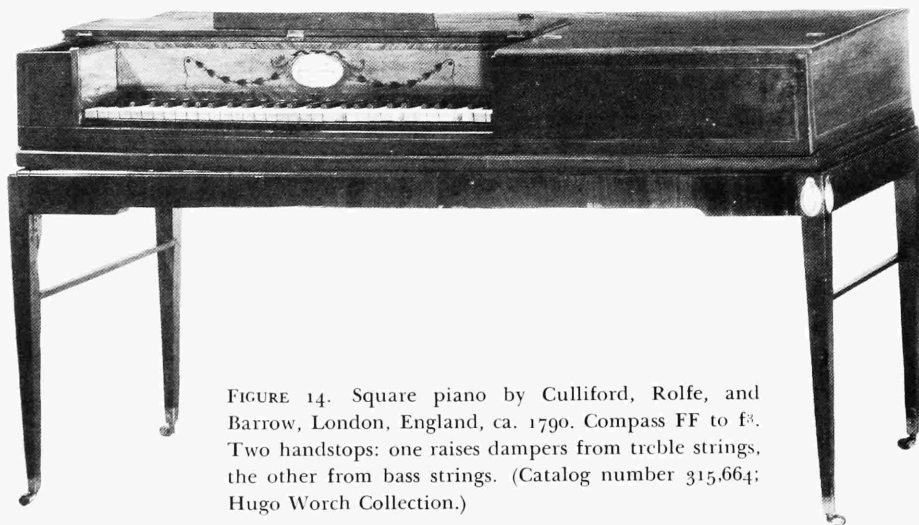 FIGURE 14. Square piano by Culliford, Rolfe, and
Barrow, London, England, ca. 1790. Compass FF to f³.
Two handstops: one raises dampers from treble strings,
the other from bass strings. (Catalog number 315,664;
Hugo Worch Collection.)